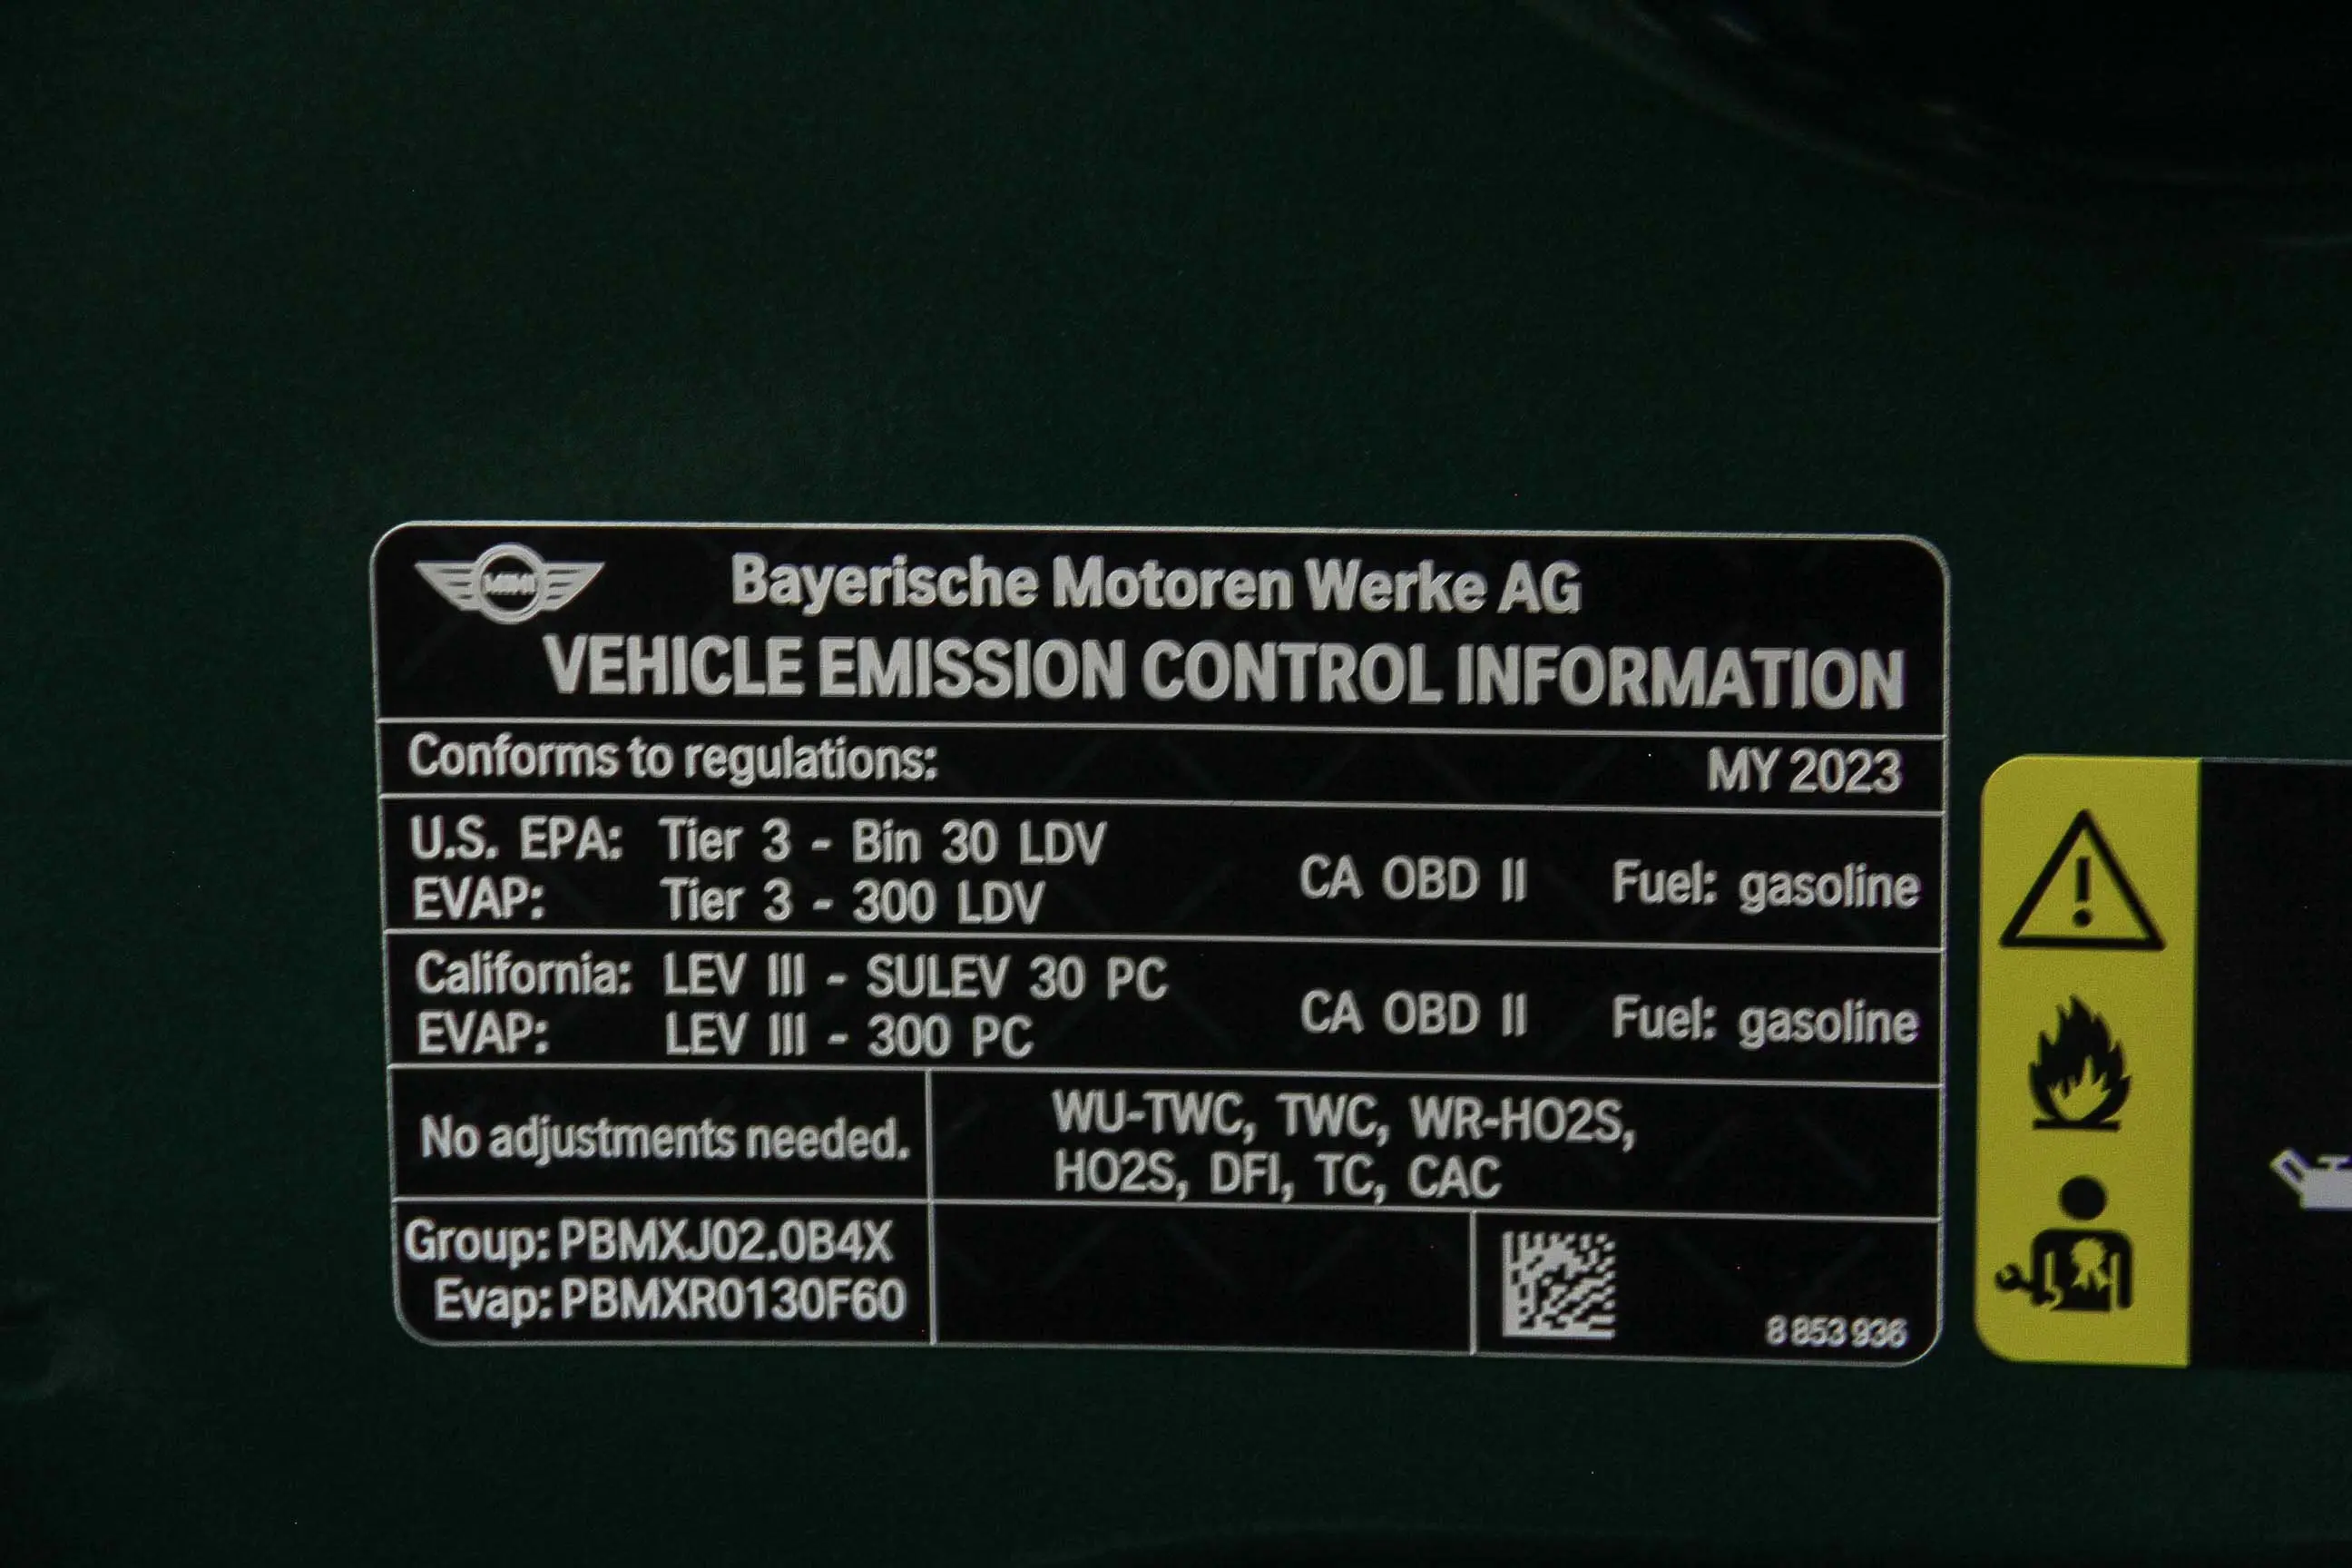 MINI
Bayerische Motoren Werke AG
VEHICLE EMISSION CONTROL INFORMATION
Conforms to regulations: MY 2023
U.S. EPA: Tier 3 - Bin 30 LDV
EVAP: Tier 3 - 300 LDV
CA OBD II Fuel: gasoline
California: LEV III - SULEV 30 PC
EVAP: LEV III - 300 PC
CA OBD II Fuel: gasoline
No adjustments needed.
WU-TWC, TWC, WR-HO2S,
HO2S, DFI, TC, CAC
Group: PBMXJ02.0B4X
Evap: PBMXR0130F60
8 853 936